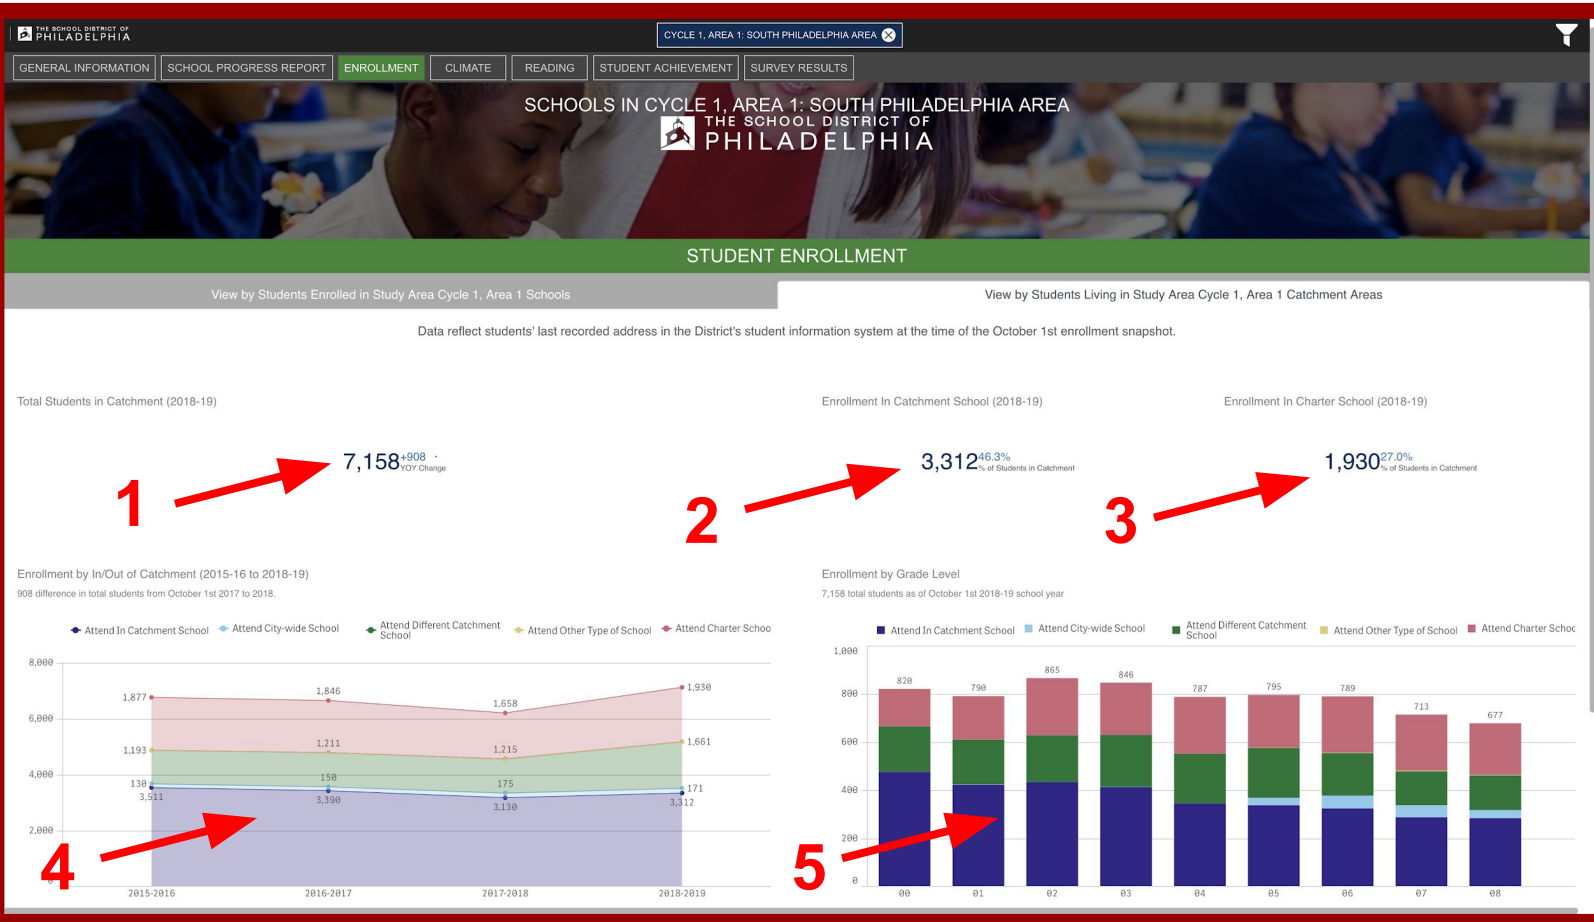 THE SCHOOL DISTRICT OF
PHILADELPHIA
CYCLE 1, AREA 1: SOUTH PHILADELPHIA AREA
GENERAL INFORMATION
SCHOOL PROGRESS REPORT
ENROLLMENT
CLIMATE
READING
STUDENT ACHIEVEMENT
SURVEY RESULTS
SCHOOLS IN CYCLE 1, AREA 1: SOUTH PHILADELPHIA AREA
THE SCHOOL DISTRICT OF
PHILADELPHIA
STUDENT ENROLLMENT
View by Students Enrolled in Study Area Cycle 1, Area 1 Schools
View by Students Living in Study Area Cycle 1, Area 1 Catchment Areas
Data reflect students' last recorded address in the District's student information system at the time of the October 1st enrollment snapshot.
Total Students in Catchment (2018-19)
7,158 +908
YOY Change
1
Enrollment In Catchment School (2018-19)
3,312 46.3%
% of Students in Catchment
2
Enrollment In Charter School (2018-19)
1,930 27.0%
% of Students in Catchment
3
Enrollment by In/Out of Catchment (2015-16 to 2018-19)
908 difference in total students from October 1st 2017 to 2018.
Attend In Catchment School
Attend City-wide School
Attend Different Catchment
School
Attend Other Type of School
Attend Charter Schoo
8,000
6,000
4,000
2,000
0
1,877
1,846
1,658
1,930
1,193
1,211
1,215
1,661
130
150
175
171
3,511
3,390
3,130
3,312
2015-2016
2016-2017
2017-2018
2018-2019
4
Enrollment by Grade Level
7,158 total students as of October 1st 2018-19 school year
Attend In Catchment School
Attend City-wide School
Attend Different Catchment
School
Attend Other Type of School
Attend Charter Schoc
1,000
800
600
400
200
0
820
790
865
846
787
795
789
713
677
00
01
02
03
04
05
06
07
08
5